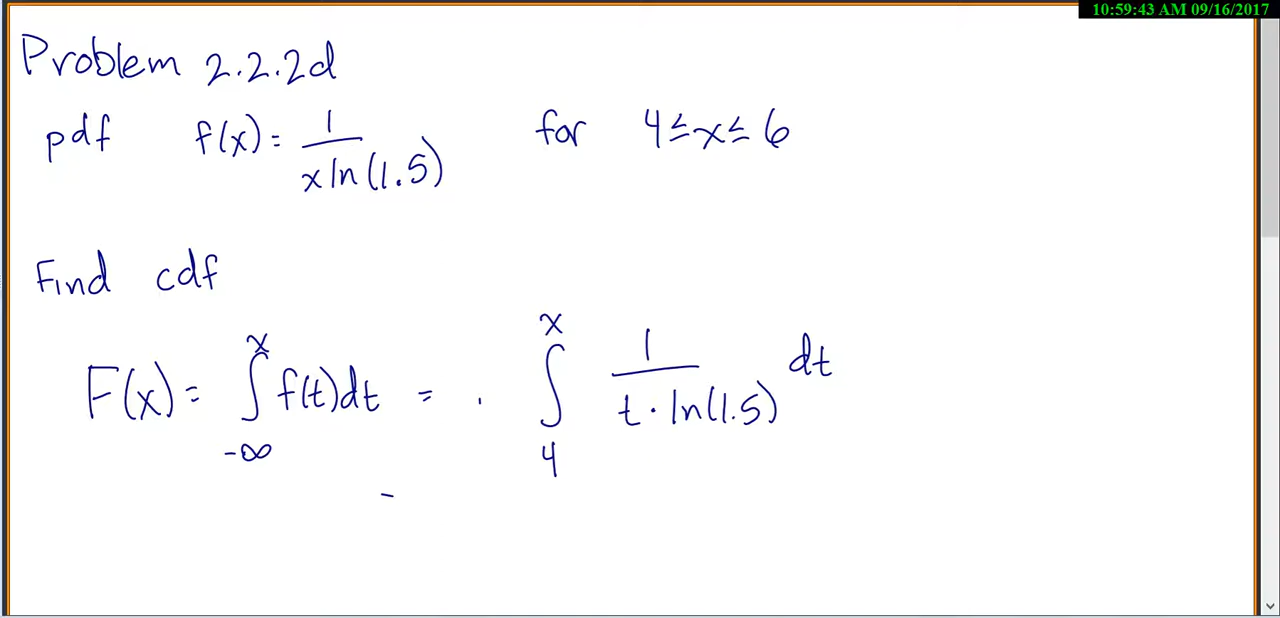 10:59:43 AM 09/16/2017
Problem 2.2.2d
pdf f(x) = 1 / (x ln(1.5)) for 4 ≤ x ≤ 6
Find cdf
F(x) = ∫_{-∞}^{x} f(t)dt = . ∫_{4}^{x} 1 / (t · ln(1.5)) dt
-